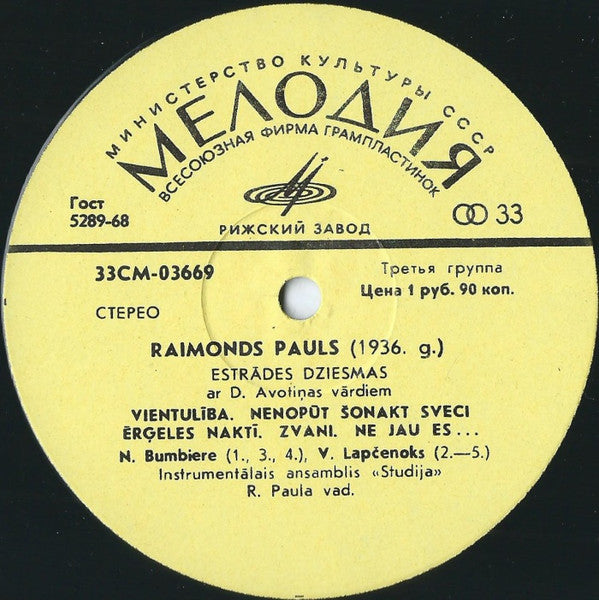 МИНИСТЕРСТВО КУЛЬТУРЫ СССР
МЕЛОДИЯ
ВСЕСОЮЗНАЯ ФИРМА ГРАМПЛАСТИНОК
Гост
5289-68
РИЖСКИЙ ЗАВОД
33
33СМ-03669
Третья группа
Цена 1 руб. 90 коп.
СТЕРЕО
RAIMONDS PAULS (1936. g.)
ESTRĀDES DZIESMAS
ar D. Avotiņas vārdiem
VIENTULĪBA. NENOPŪT ŠONAKT SVECI
ĒRĢELES NAKTĪ. ZVANI. NE JAU ES...
N. Bumbiere (1., 3., 4.), V. Lapčenoks (2.—5.)
Instrumentālais ansamblis «Studija»
R. Paula vad.